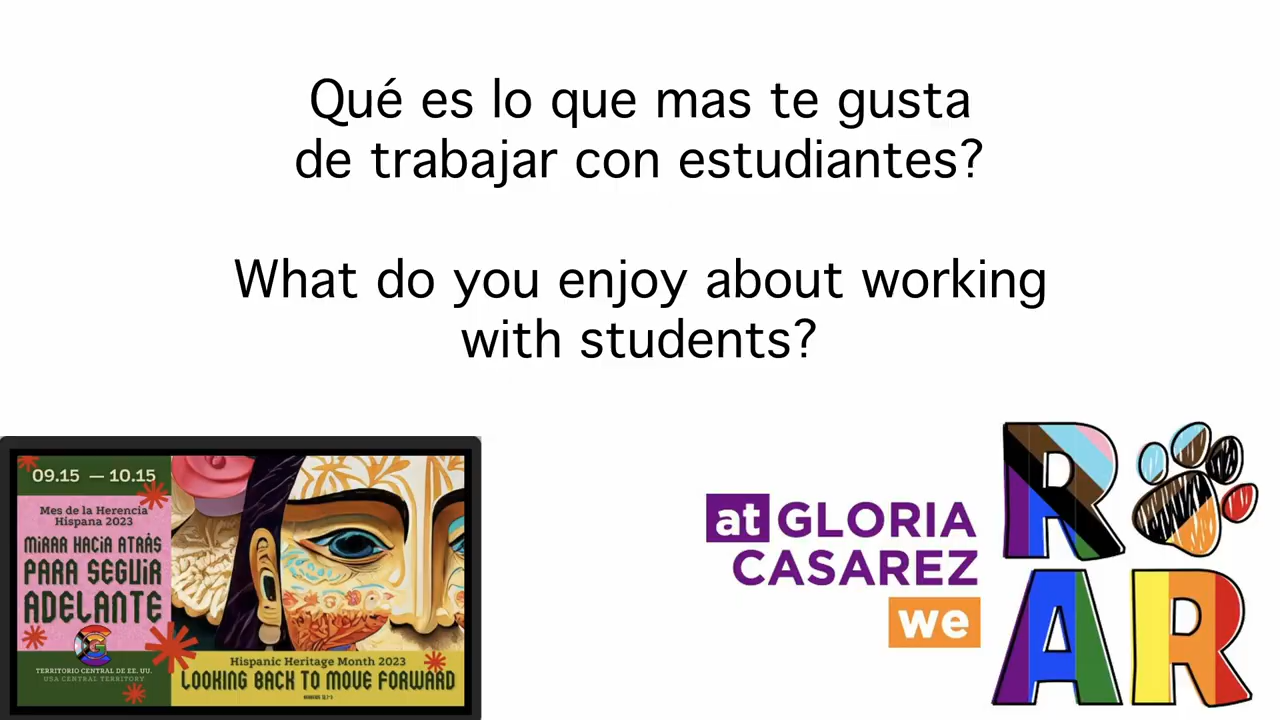 Qué es lo que mas te gusta
de trabajar con estudiantes?
What do you enjoy about working
with students?
09.15 — 10.15
Mes de la Herencia
Hispana 2023
MIRAR HACIA ATRÁS
PARA SEGUIR
ADELANTE
TERRITORIO CENTRAL DE EE. UU.
USA CENTRAL TERRITORY
Hispanic Heritage Month 2023
LOOKING BACK TO MOVE FORWARD
at GLORIA
CASAREZ
we
R
AR